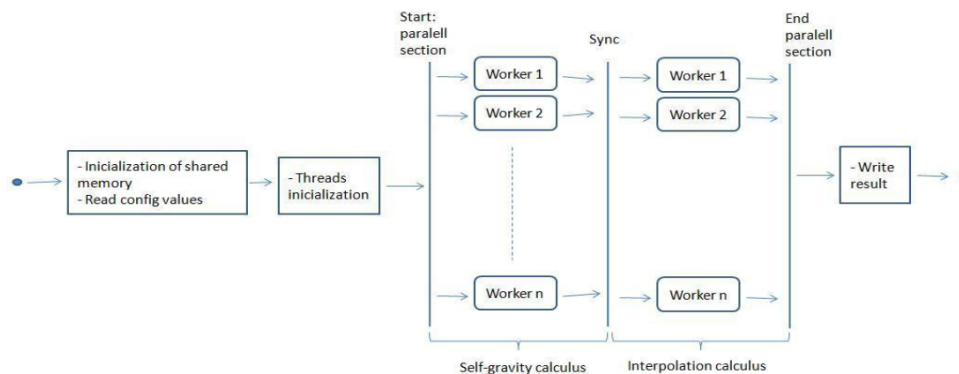 Start:
paralell
section
Sync
End
paralell
section
Worker 1
Worker 1
Worker 2
Worker 2
- Inicialization of shared
memory
- Read config values
- Threads
inicialization
- Write
result
Worker n
Worker n
Self-gravity calculus
Interpolation calculus